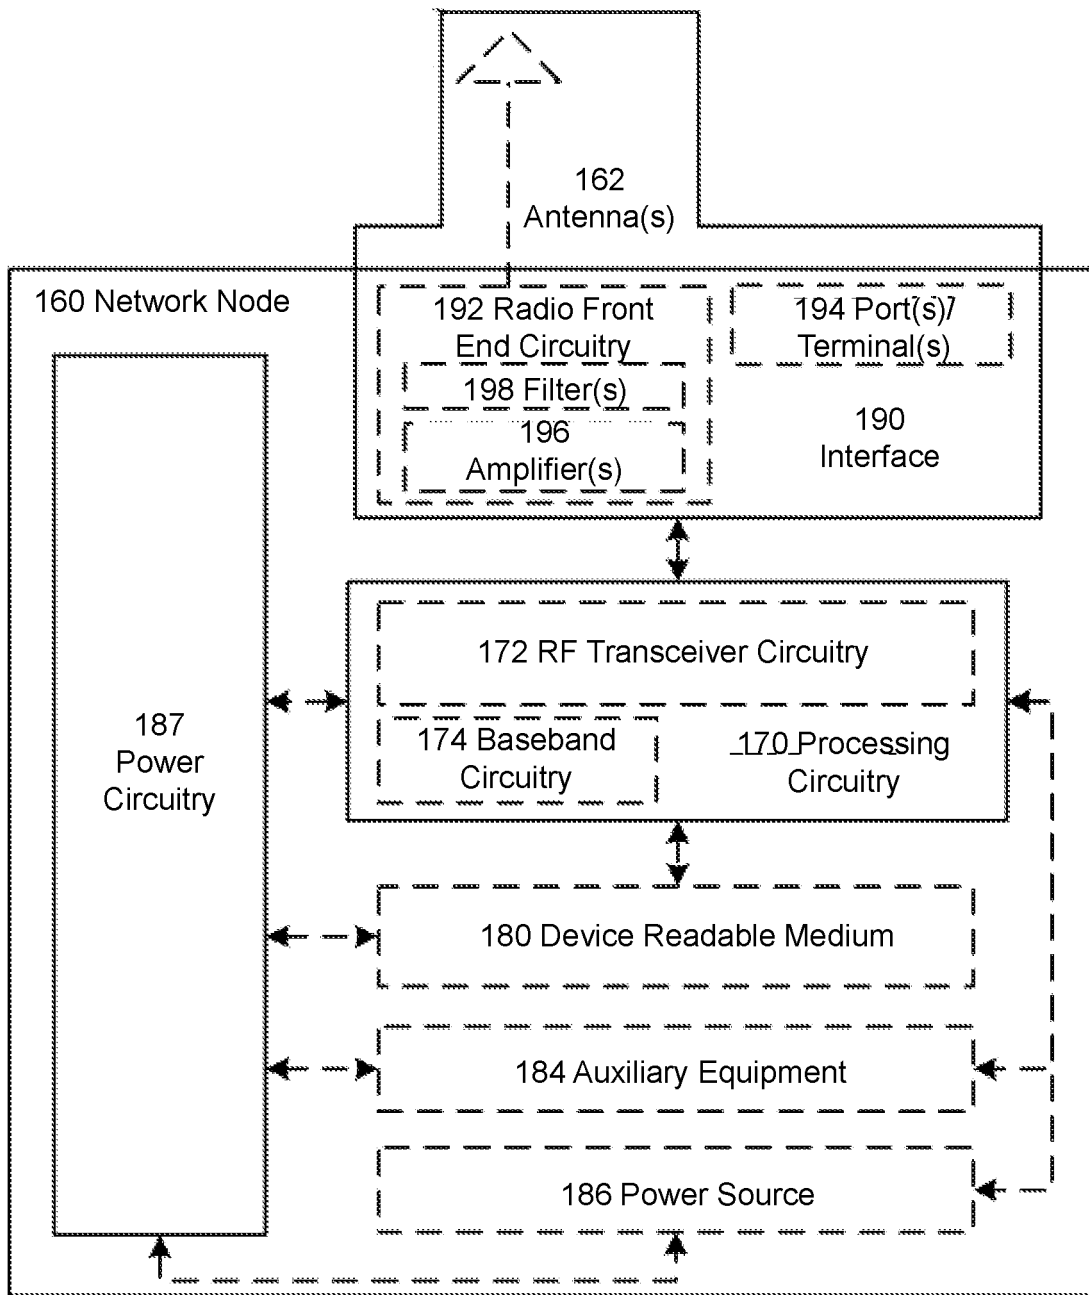 162
Antenna(s)
160 Network Node
192 Radio Front
End Circuitry
194 Port(s)/
Terminal(s)
198 Filter(s)
196
Amplifier(s)
190
Interface
172 RF Transceiver Circuitry
187
Power
Circuitry
174 Baseband
Circuitry
170 Processing
Circuitry
180 Device Readable Medium
184 Auxiliary Equipment
186 Power Source